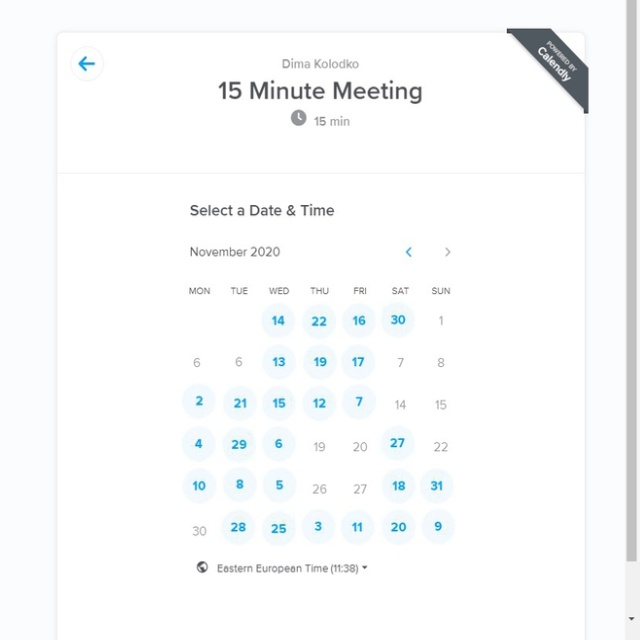 Dima Kolodko
POWERED BY
Calendly
15 Minute Meeting
15 min
Select a Date & Time
November 2020
MON TUE WED THU FRI SAT SUN
14 22 16 30 1
6 6 13 19 17 7 8
2 21 15 12 7 14 15
4 29 6 19 20 27 22
10 8 5 26 27 18 31
30 28 25 3 11 20 9
Eastern European Time (11:38)